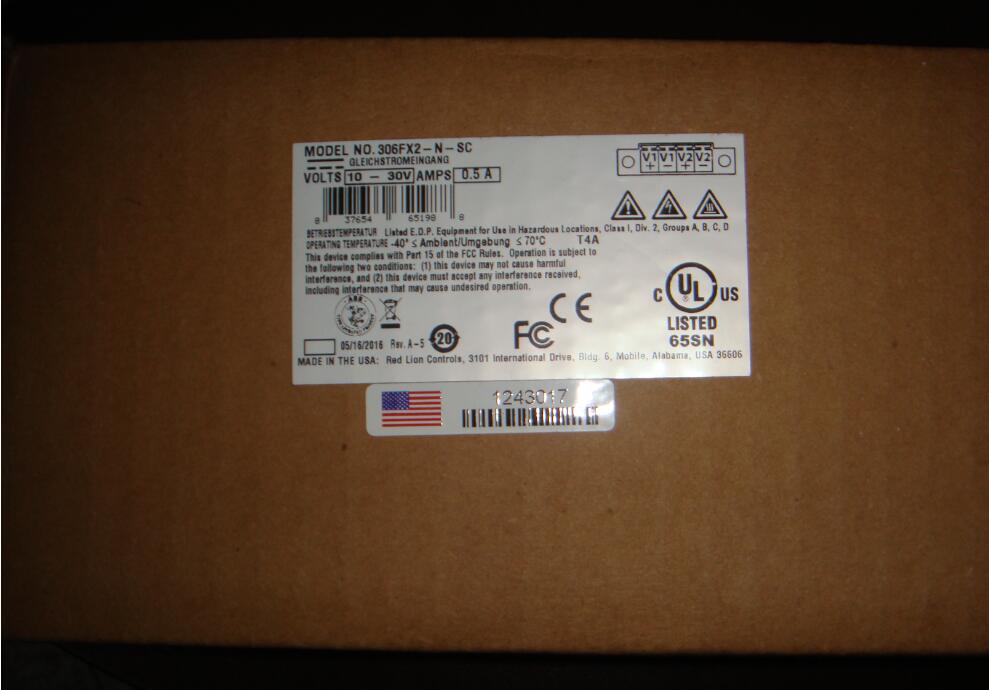 MODEL NO. 306FX2-N-SC
GLEICHSTROMEINGANG
VOLTS 10 - 30V AMPS 0.5 A
V1 V1 V2 V2
+ - + -
8 37654 65198 8
BETRIEBSTEMPERATUR Listed E.D.P. Equipment for Use in Hazardous Locations, Class I, Div. 2, Groups A, B, C, D
OPERATING TEMPERATURE -40° ≤ Ambient/Umgebung ≤ 70°C T4A
This device complies with Part 15 of the FCC Rules. Operation is subject to
the following two conditions: (1) this device may not cause harmful
interference, and (2) this device must accept any interference received,
including interference that may cause undesired operation.
ABS
CE
FC
C UL ® US
LISTED
65SN
05/16/2016 Rev. A-5 20
MADE IN THE USA: Red Lion Controls, 3101 International Drive, Bldg. 6, Mobile, Alabama, USA 36606
1243017